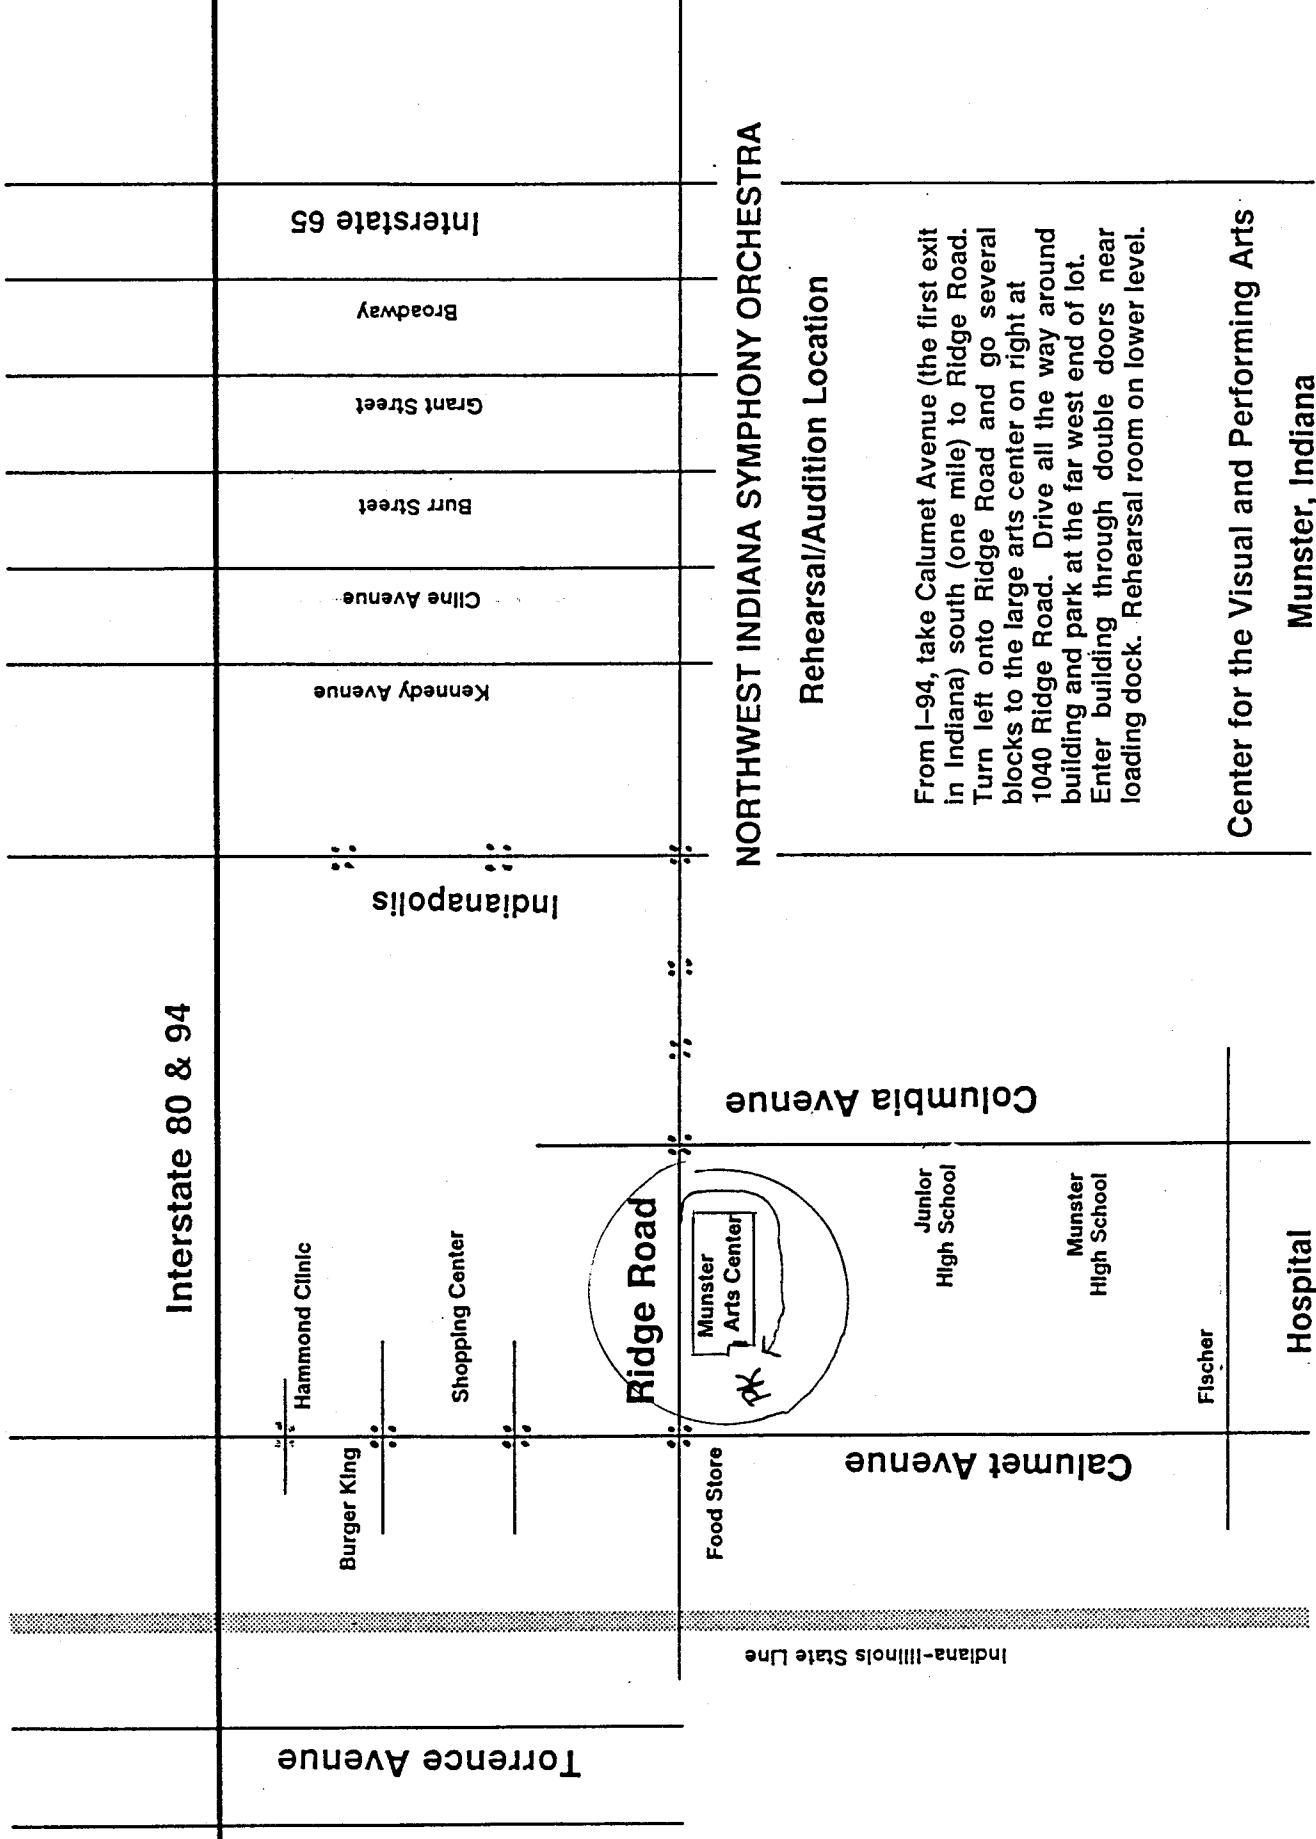 Interstate 80 & 94
Torrence Avenue
Indiana-Illinois State Line
Hammond Clinic
Burger King
Shopping Center
Food Store
Calumet Avenue
Ridge Road
Munster
Arts Center
PK
Columbia Avenue
Junior
High School
Munster
High School
Fischer
Hospital
Indianapolis
Kennedy Avenue
Cline Avenue
Burr Street
Grant Street
Broadway
Interstate 65
NORTHWEST INDIANA SYMPHONY ORCHESTRA
Rehearsal/Audition Location
From I-94, take Calumet Avenue (the first exit
in Indiana) south (one mile) to Ridge Road.
Turn left onto Ridge Road and go several
blocks to the large arts center on right at
1040 Ridge Road. Drive all the way around
building and park at the far west end of lot.
Enter building through double doors near
loading dock. Rehearsal room on lower level.
Center for the Visual and Performing Arts
Munster, Indiana